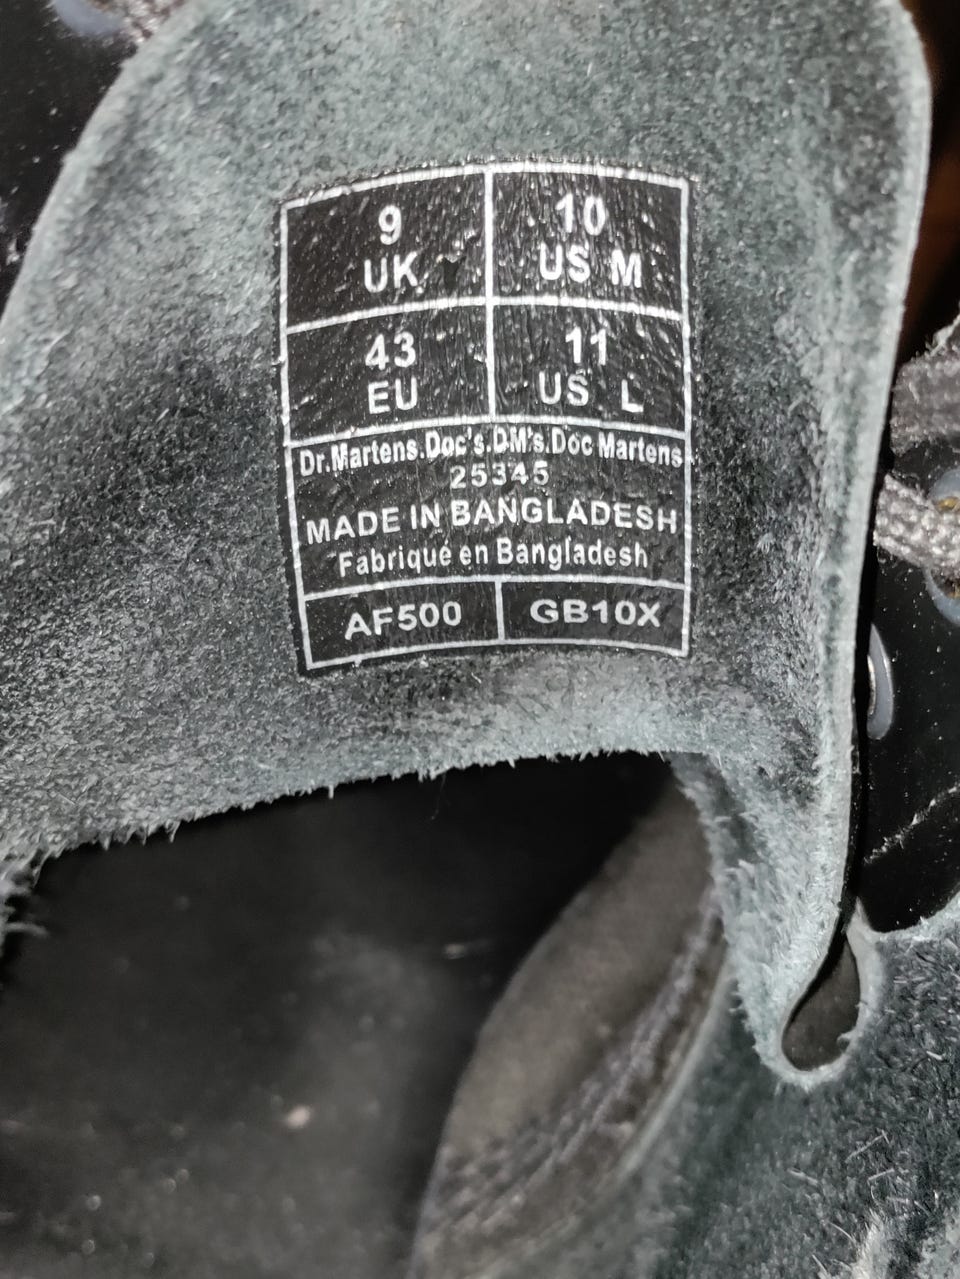 9 10
UK US M
43 11
EU US L
Dr.Martens.Doc's.DM's.Doc Martens
25345
MADE IN BANGLADESH
Fabriqué en Bangladesh
AF500 GB10X